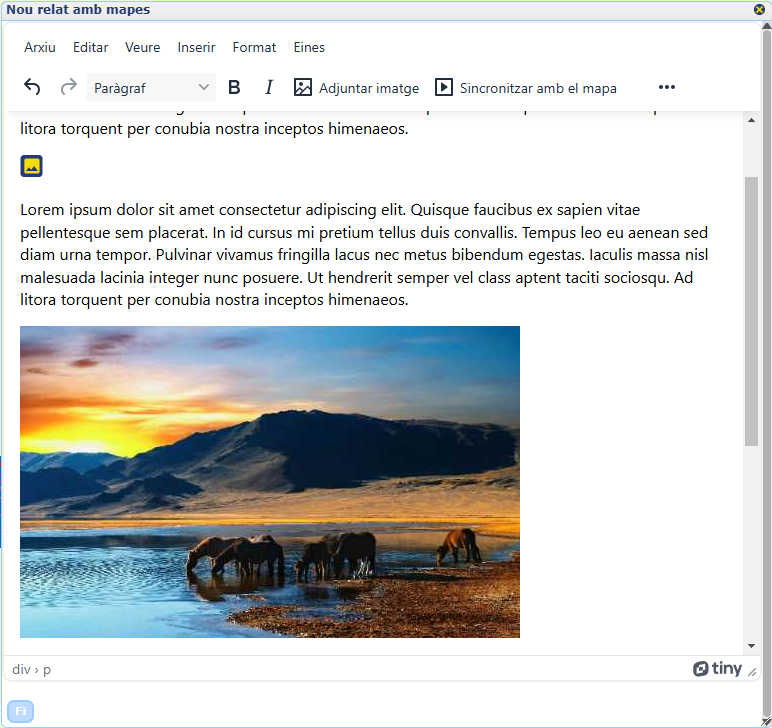 Nou relat amb mapes
Arxiu Editar Veure Inserir Format Eines
Paràgraf B I Adjuntar imatge Sincronitzar amb el mapa
litora torquent per conubia nostra inceptos himenaeos.
Lorem ipsum dolor sit amet consectetur adipiscing elit. Quisque faucibus ex sapien vitae
pellentesque sem placerat. In id cursus mi pretium tellus duis convallis. Tempus leo eu aenean sed
diam urna tempor. Pulvinar vivamus fringilla lacus nec metus bibendum egestas. Iaculis massa nisl
malesuada lacinia integer nunc posuere. Ut hendrerit semper vel class aptent taciti sociosqu. Ad
litora torquent per conubia nostra inceptos himenaeos.
div › p tiny
Fi